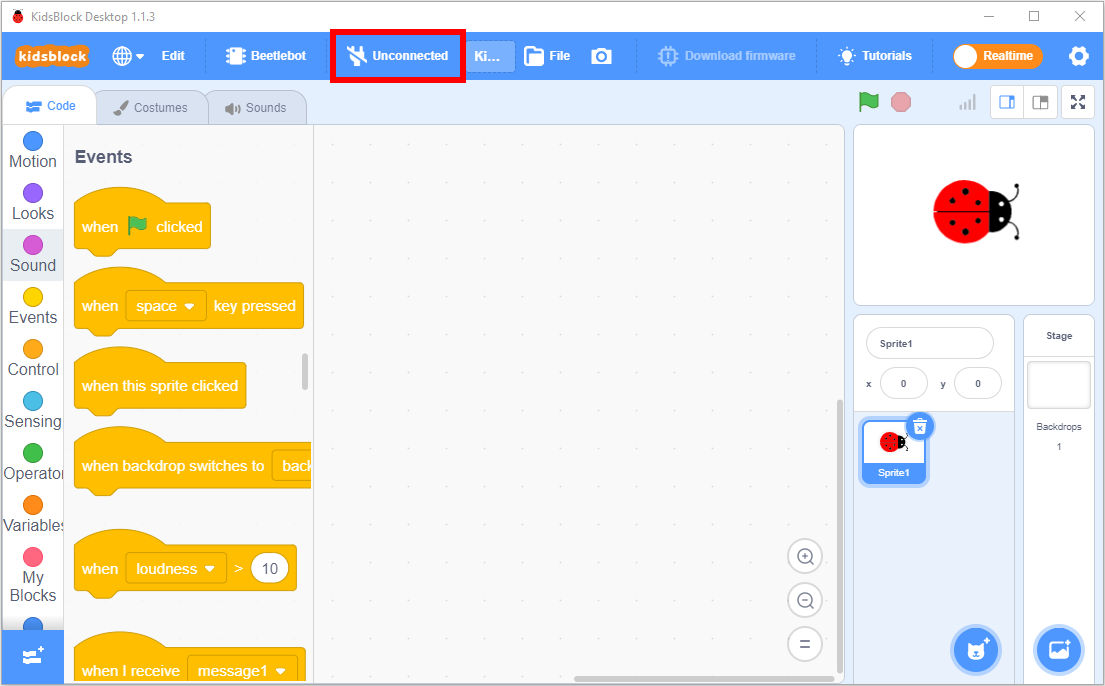 KidsBlock Desktop 1.1.3
kidsblock
Edit
Beetlebot
Unconnected
Ki...
File
Download firmware
Tutorials
Realtime
Code
Costumes
Sounds
Motion
Looks
Sound
Events
Control
Sensing
Operator
Variables
My
Blocks
Events
when clicked
when space key pressed
when this sprite clicked
when backdrop switches to back
when loudness > 10
when I receive message1
Sprite1
x 0 y 0
Sprite1
Stage
Backdrops
1